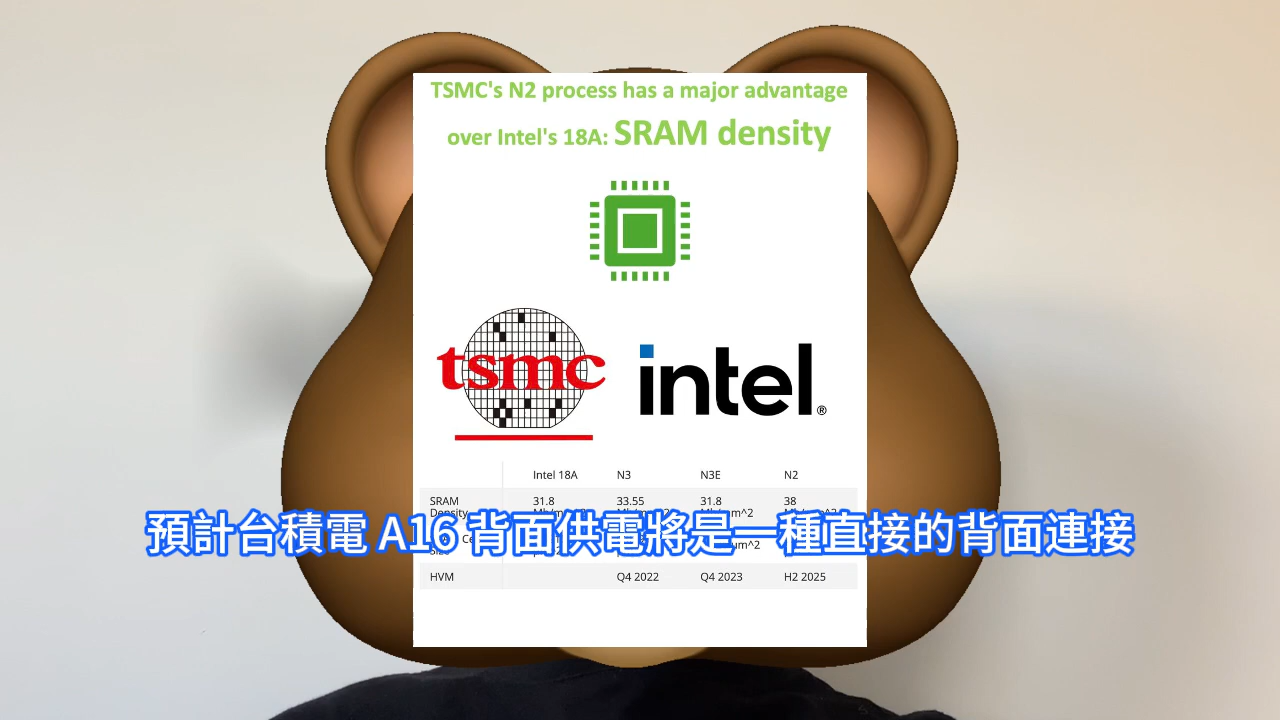 TSMC's N2 process has a major advantage
over Intel's 18A: SRAM density
tsmc
intel®
Intel 18A N3 N3E N2
SRAM 31.8 33.55 31.8 38
Density
預計台積電 A16 背面供電將是一種直接的背面連接
HVM Q4 2022 Q4 2023 H2 2025